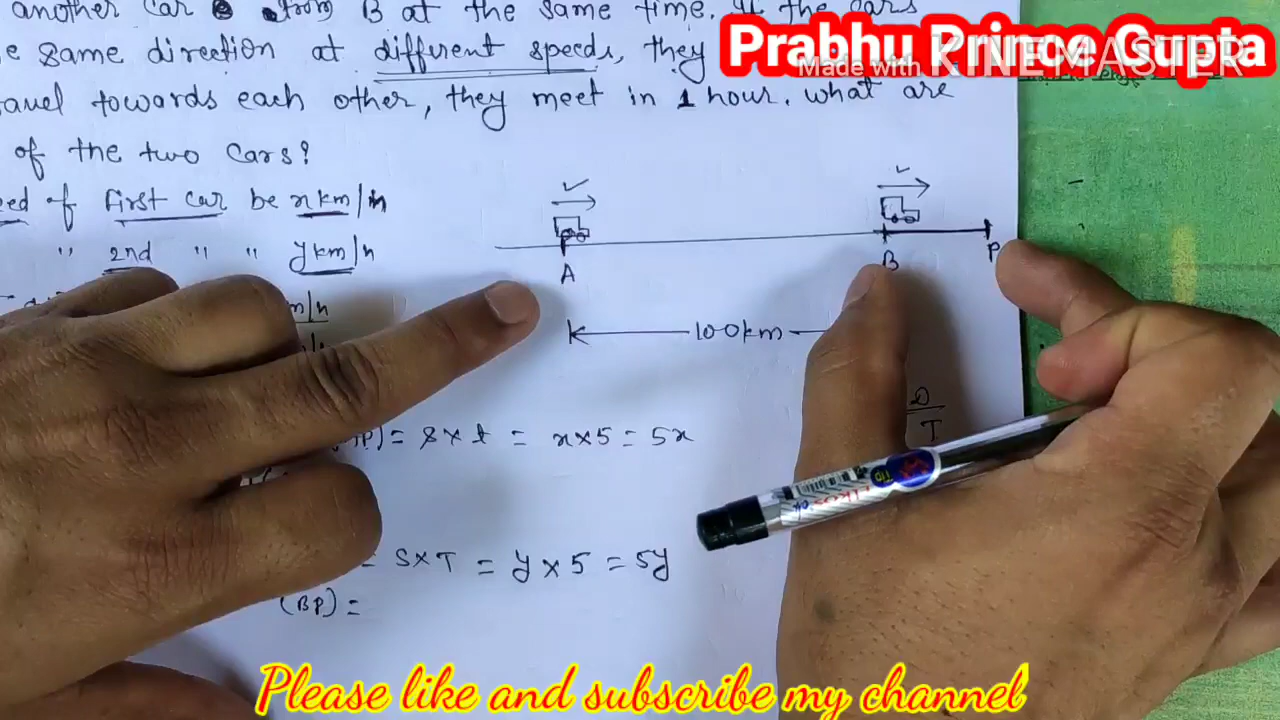 another car from B at the same time. If the cars
same direction at different speeds, they
towards each other, they meet in 1 hour. what are
of the two cars?
of first car be x km/h
" 2nd " " y km/h
A
B
P
100km
m/h
D
T
= s × t = x × 5 = 5x
= S × T = y × 5 = 5y
(BP) =
Prabhu Prince Gupta
Made with KINEMASTER
Please like and subscribe my channel